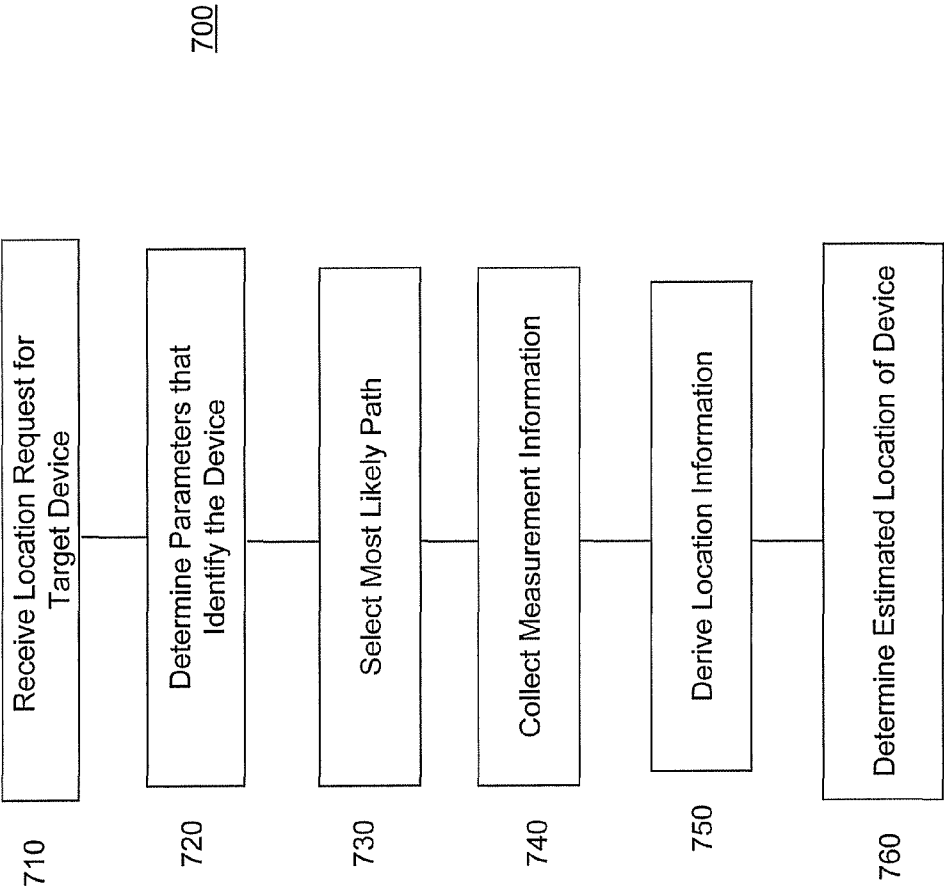 700
710
Receive Location Request for
Target Device
720
Determine Parameters that
Identify the Device
730
Select Most Likely Path
740
Collect Measurement Information
750
Derive Location Information
760
Determine Estimated Location of Device